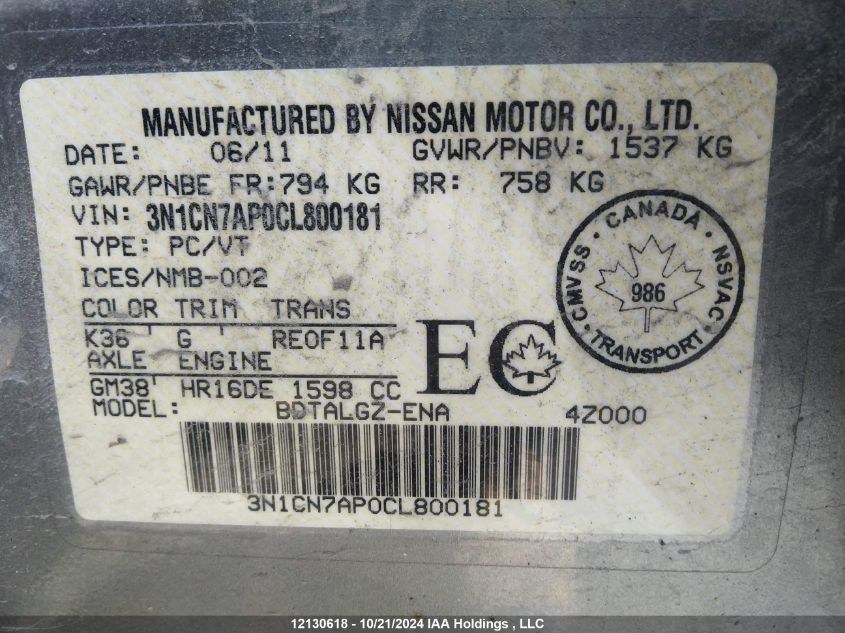 MANUFACTURED BY NISSAN MOTOR CO., LTD.
DATE: 06/11 GVWR/PNBV: 1537 KG
GAWR/PNBE FR:794 KG RR: 758 KG
VIN: 3N1CN7AP0CL800181
TYPE: PC/VT
ICES/NMB-002
COLOR TRIM TRANS
K36 ' G ' RE0F11A
AXLE ENGINE
GM38' HR16DE 1598 CC
MODEL: BDTALGZ-ENA 4Z000
EC
CMVSS · CANADA · NSVAC · TRANSPORT ·
986
3N1CN7AP0CL800181
12130618 - 10/21/2024 IAA Holdings , LLC